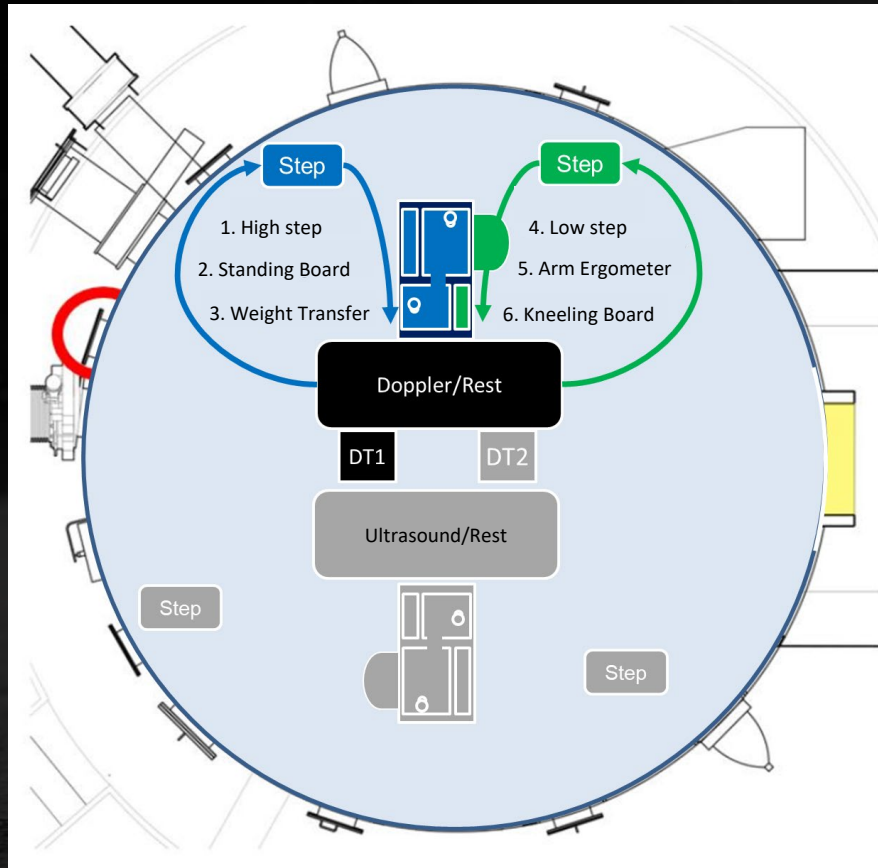 Step
Step
1. High step
2. Standing Board
3. Weight Transfer
4. Low step
5. Arm Ergometer
6. Kneeling Board
Doppler/Rest
DT1
DT2
Ultrasound/Rest
Step
Step